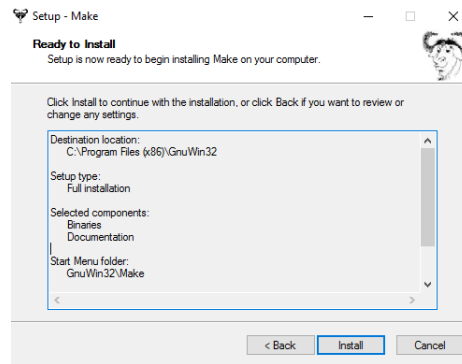 Setup - Make
Ready to Install
Setup is now ready to begin installing Make on your computer.
Click Install to continue with the installation, or click Back if you want to review or
change any settings.
Destination location:
C:\Program Files (x86)\GnuWin32
Setup type:
Full installation
Selected components:
Binaries
Documentation
Start Menu folder:
GnuWin32\Make
< Back
Install
Cancel